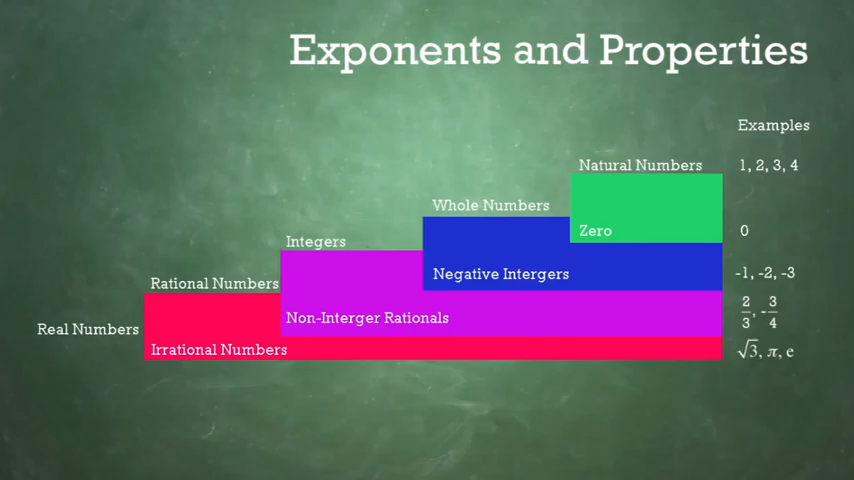 Exponents and Properties
Examples
Natural Numbers 1, 2, 3, 4
Whole Numbers
Zero 0
Integers
Negative Intergers -1, -2, -3
Rational Numbers
Non-Interger Rationals 2/3, -3/4
Real Numbers
Irrational Numbers √3, π, e